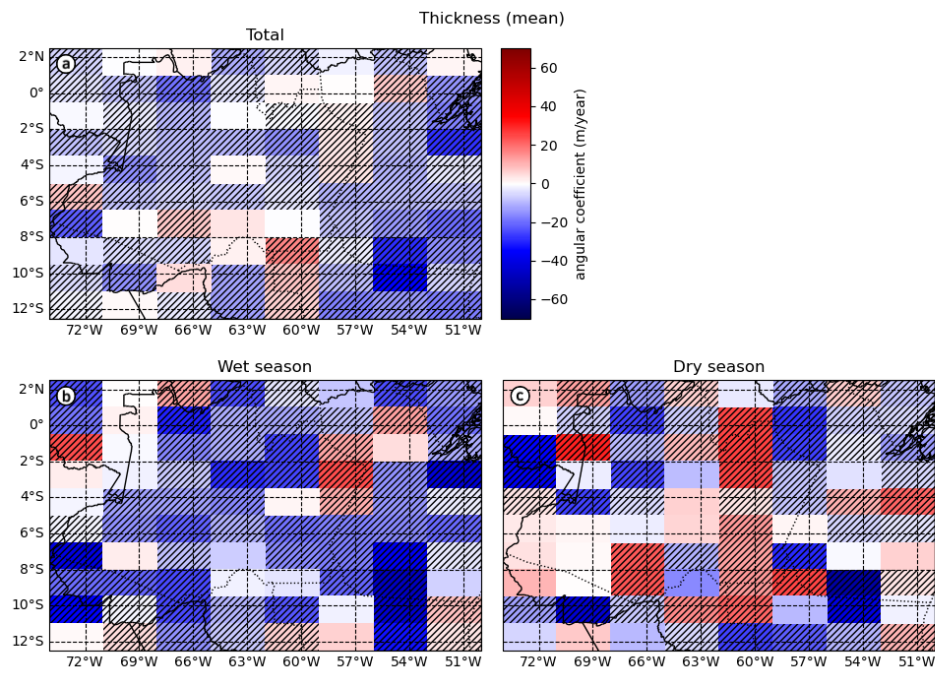 Thickness (mean)
Total
a
2°N
0°
2°S
4°S
6°S
8°S
10°S
12°S
72°W 69°W 66°W 63°W 60°W 57°W 54°W 51°W
60
40
20
0
−20
−40
−60
angular coefficient (m/year)
Wet season
b
2°N
0°
2°S
4°S
6°S
8°S
10°S
12°S
72°W 69°W 66°W 63°W 60°W 57°W 54°W 51°W
Dry season
c
72°W 69°W 66°W 63°W 60°W 57°W 54°W 51°W